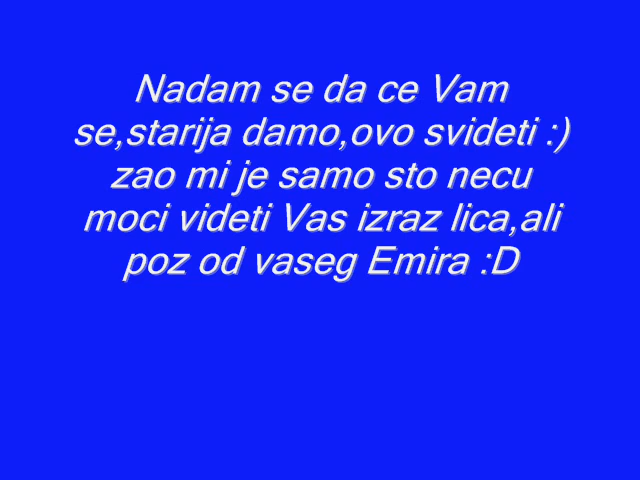 Nadam se da ce Vam
se,starija damo,ovo svideti :)
zao mi je samo sto necu
moci videti Vas izraz lica,ali
poz od vaseg Emira :D